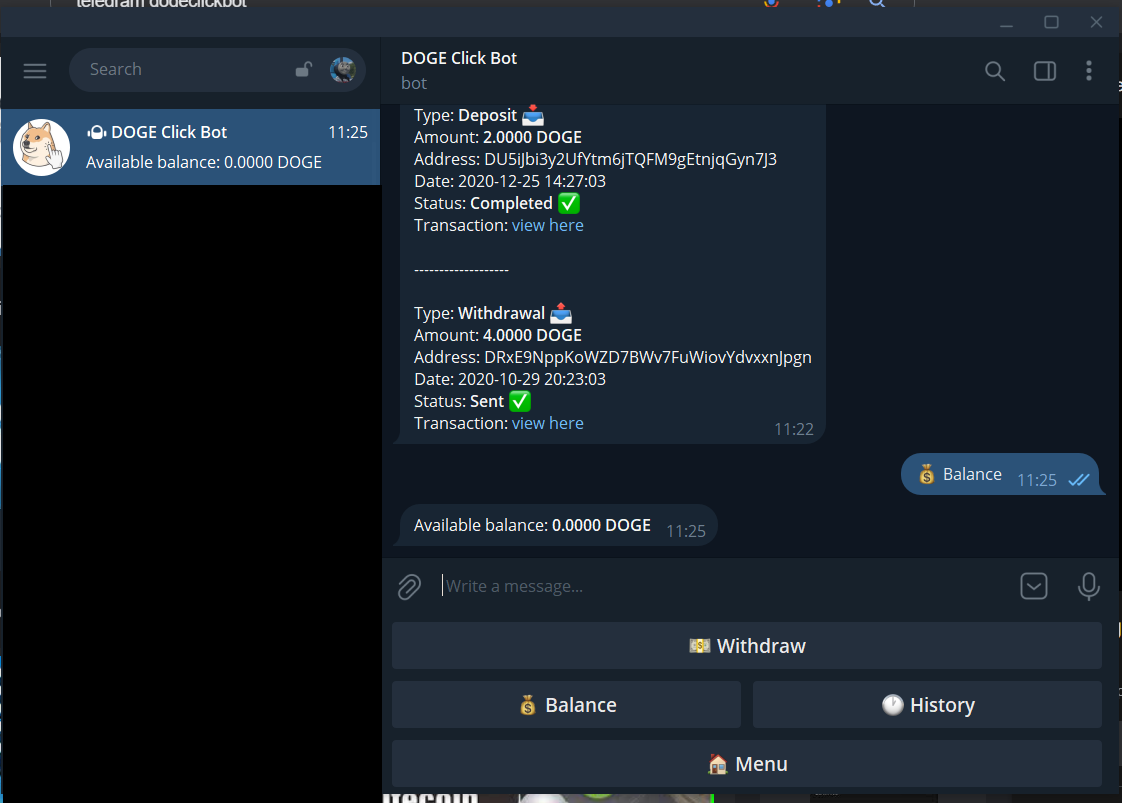 telegram dodeclickbot
Search
DOGE Click Bot
11:25
Available balance: 0.0000 DOGE
DOGE Click Bot
bot
Type: Deposit
Amount: 2.0000 DOGE
Address: DU5iJbi3y2UfYtm6jTQFM9gEtnjqGyn7J3
Date: 2020-12-25 14:27:03
Status: Completed
Transaction: view here
-------------------
Type: Withdrawal
Amount: 4.0000 DOGE
Address: DRxE9NppKoWZD7BWv7FuWiovYdvxxnJpgn
Date: 2020-10-29 20:23:03
Status: Sent
Transaction: view here
11:22
Balance 11:25
Available balance: 0.0000 DOGE 11:25
Write a message...
Withdraw
Balance
History
Menu